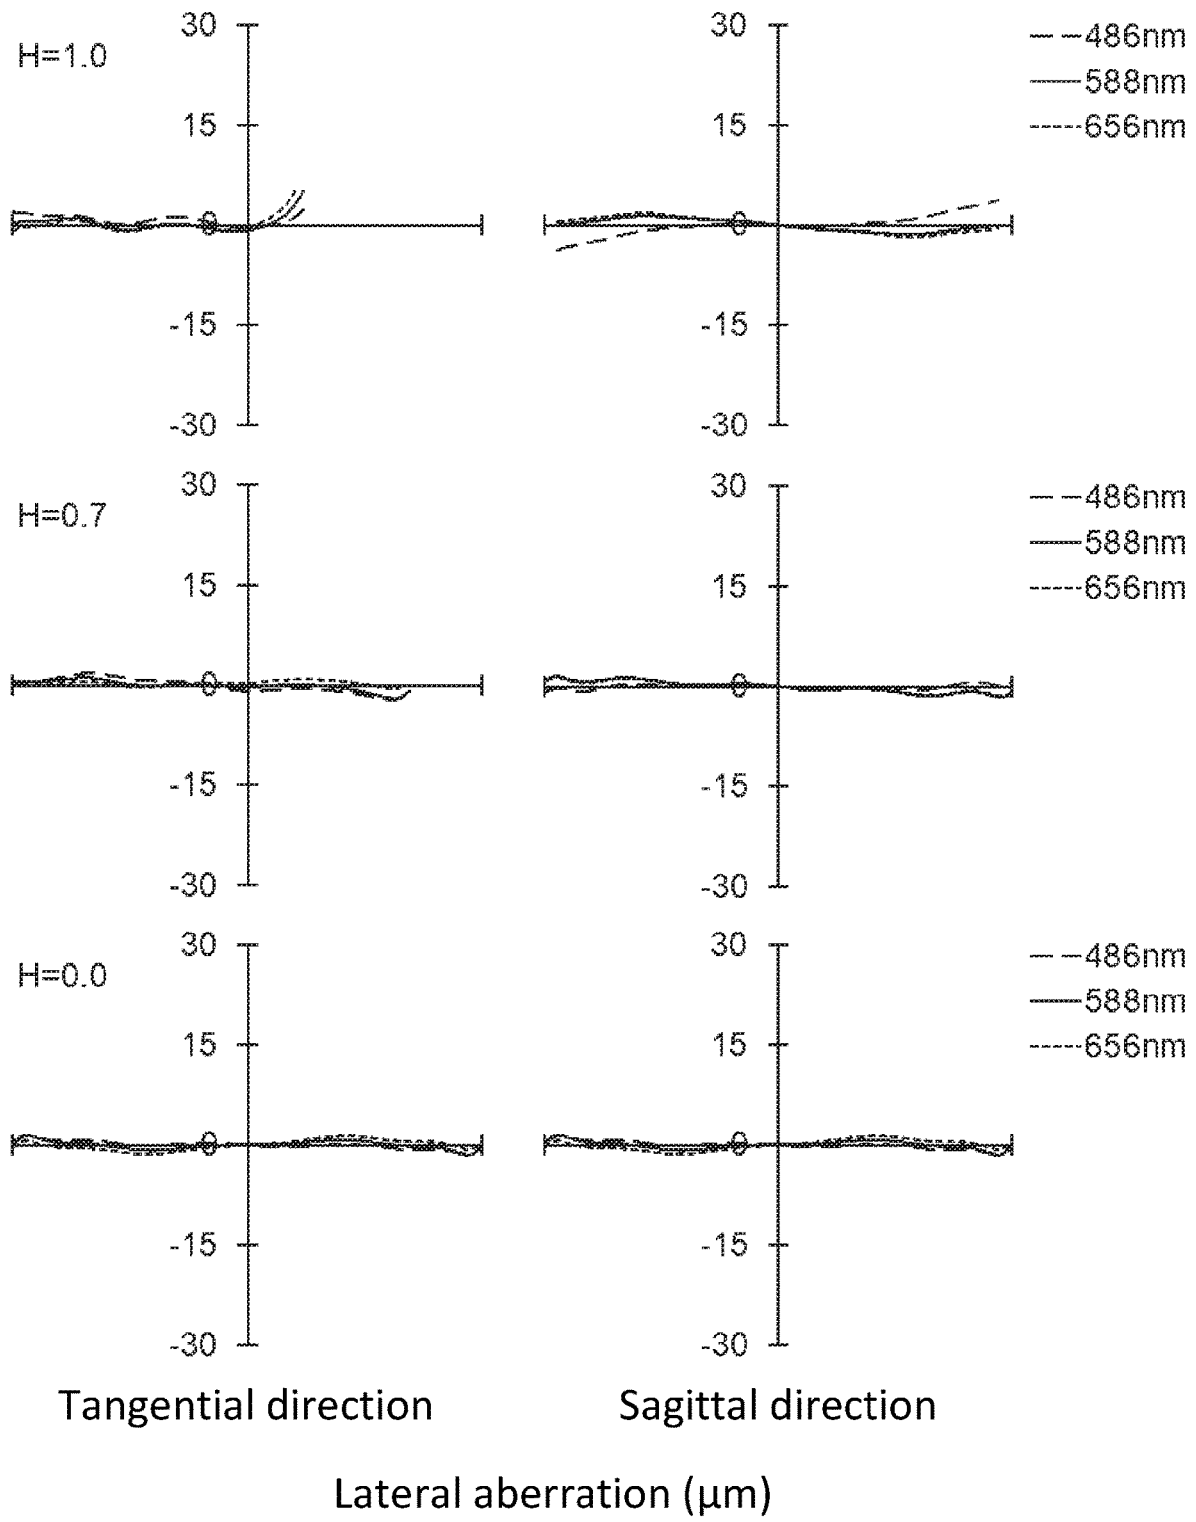 30 30
H=1.0 486nm
588nm
15 15 656nm
0 0
-15 -15
-30 -30
30 30
H=0.7 486nm
588nm
15 15 656nm
0 0
-15 -15
-30 -30
30 30
H=0.0 486nm
588nm
15 15 656nm
0 0
-15 -15
-30 -30
Tangential direction Sagittal direction
Lateral aberration (μm)